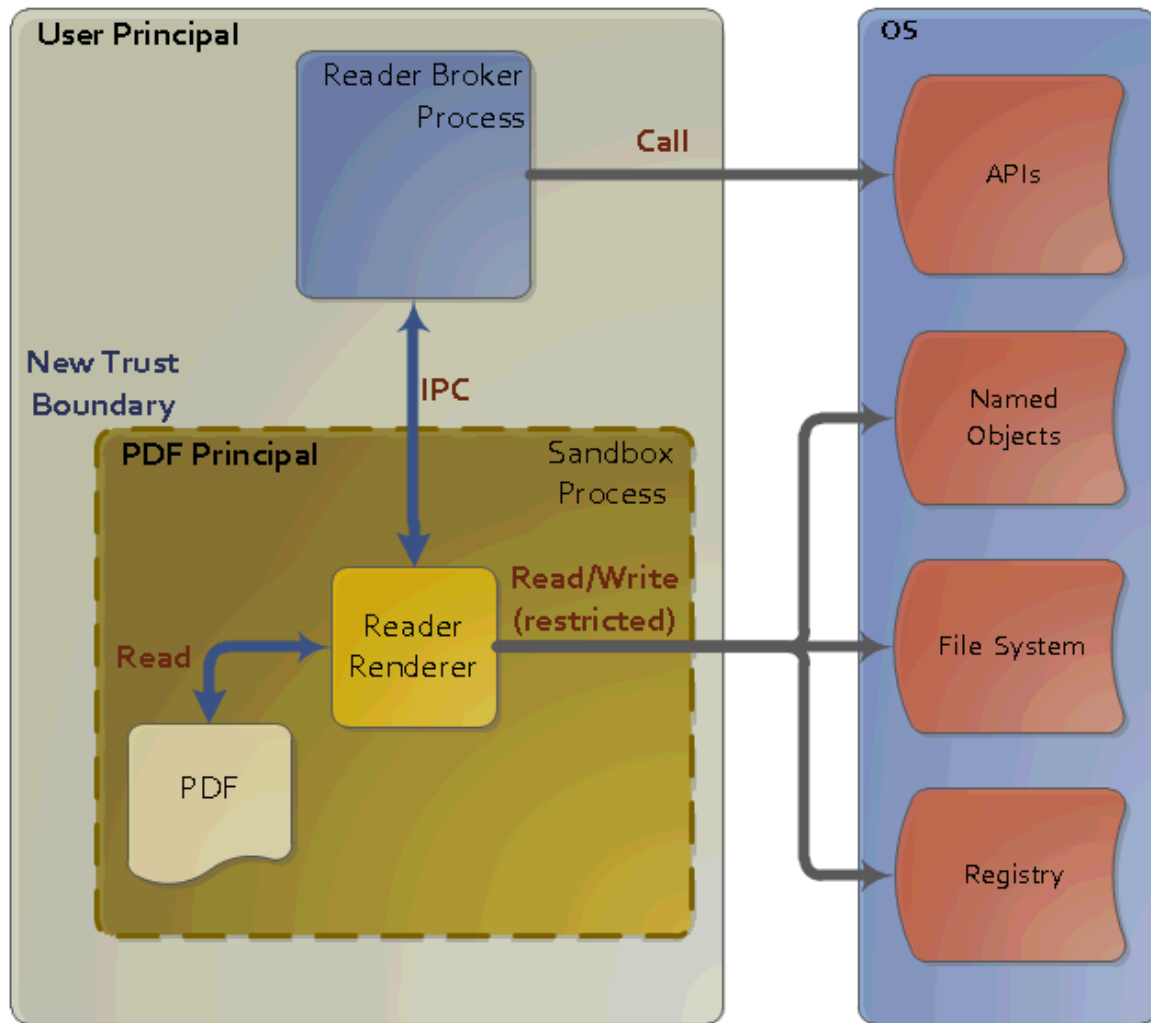 User Principal
OS
Reader Broker
Process
Call
APIs
New Trust
Boundary
IPC
Named
Objects
PDF Principal
Sandbox
Process
Read/Write
(restricted)
Reader
Renderer
Read
File System
PDF
Registry